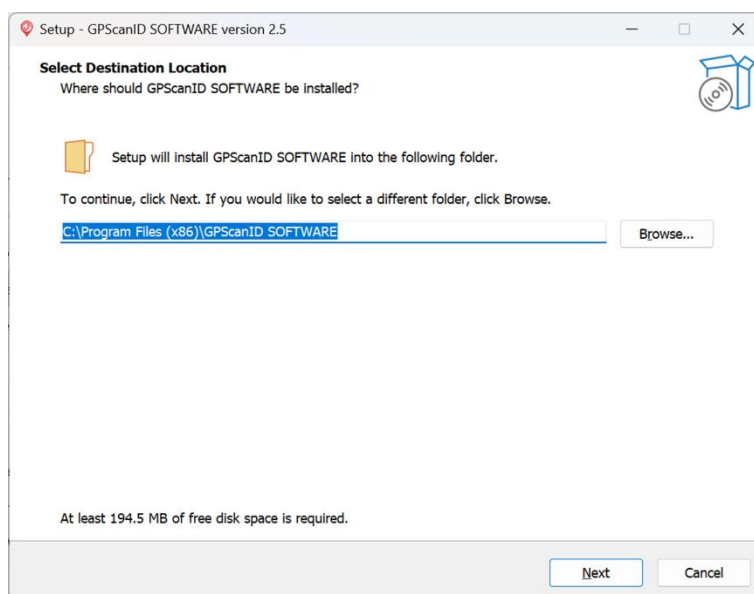 Setup - GPScanID SOFTWARE version 2.5
Select Destination Location
Where should GPScanID SOFTWARE be installed?
Setup will install GPScanID SOFTWARE into the following folder.
To continue, click Next. If you would like to select a different folder, click Browse.
C:\Program Files (x86)\GPScanID SOFTWARE
Browse...
At least 194.5 MB of free disk space is required.
Next
Cancel